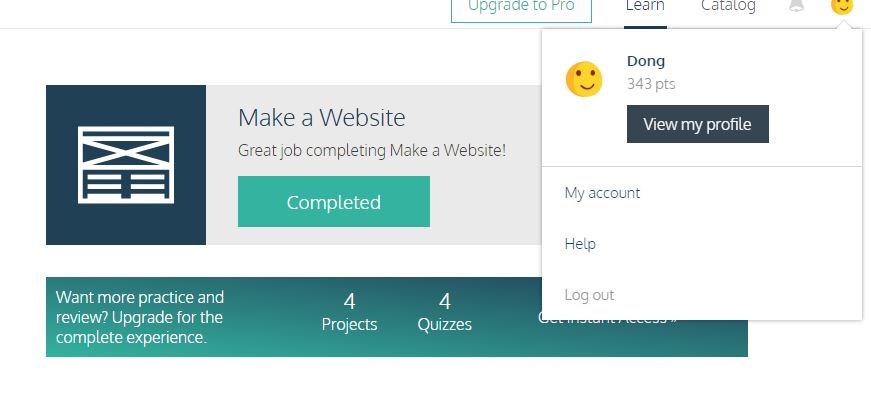 Upgrade to Pro
Learn
Catalog
Dong
343 pts
View my profile
My account
Help
Log out
Make a Website
Great job completing Make a Website!
Completed
Want more practice and
review? Upgrade for the
complete experience.
4
Projects
4
Quizzes
Get Instant Access »